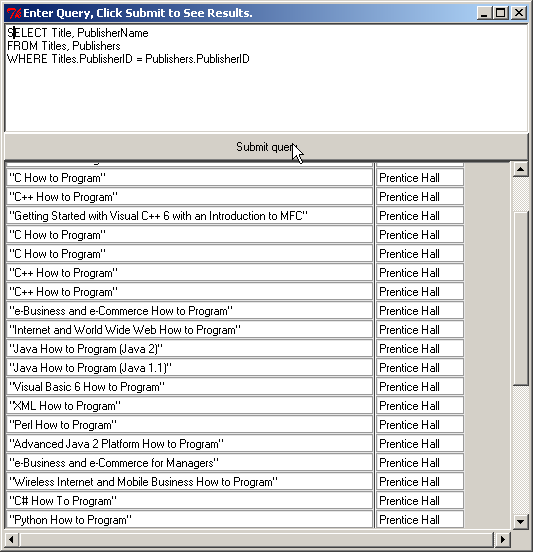 Enter Query, Click Submit to See Results.
SELECT Title, PublisherName
FROM Titles, Publishers
WHERE Titles.PublisherID = Publishers.PublisherID
Submit query
"C How to Program" Prentice Hall
"C++ How to Program" Prentice Hall
"Getting Started with Visual C++ 6 with an Introduction to MFC" Prentice Hall
"C How to Program" Prentice Hall
"C How to Program" Prentice Hall
"C++ How to Program" Prentice Hall
"C++ How to Program" Prentice Hall
"e-Business and e-Commerce How to Program" Prentice Hall
"Internet and World Wide Web How to Program" Prentice Hall
"Java How to Program (Java 2)" Prentice Hall
"Java How to Program (Java 1.1)" Prentice Hall
"Visual Basic 6 How to Program" Prentice Hall
"XML How to Program" Prentice Hall
"Perl How to Program" Prentice Hall
"Advanced Java 2 Platform How to Program" Prentice Hall
"e-Business and e-Commerce for Managers" Prentice Hall
"Wireless Internet and Mobile Business How to Program" Prentice Hall
"C# How To Program" Prentice Hall
"Python How to Program" Prentice Hall